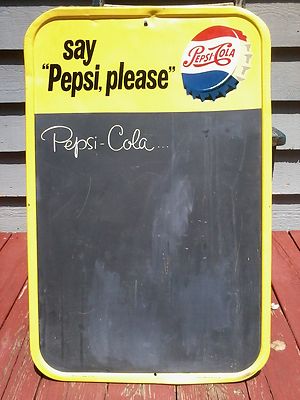 say
"Pepsi, please"
PEPSI-COLA
Pepsi-Cola...